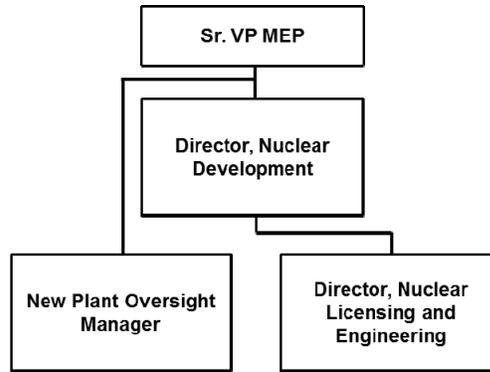 Sr. VP MEP
Director, Nuclear
Development
New Plant Oversight
Manager
Director, Nuclear
Licensing and
Engineering